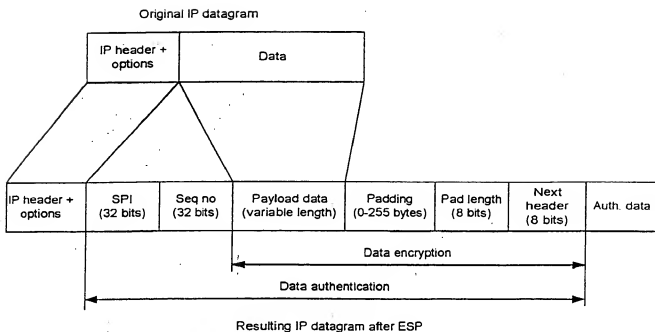 Original IP datagram
IP header +
options
Data
IP header +
options
SPI
(32 bits)
Seq no
(32 bits)
Payload data
(variable length)
Padding
(0-255 bytes)
Pad length
(8 bits)
Next
header
(8 bits)
Auth. data
Data encryption
Data authentication
Resulting IP datagram after ESP